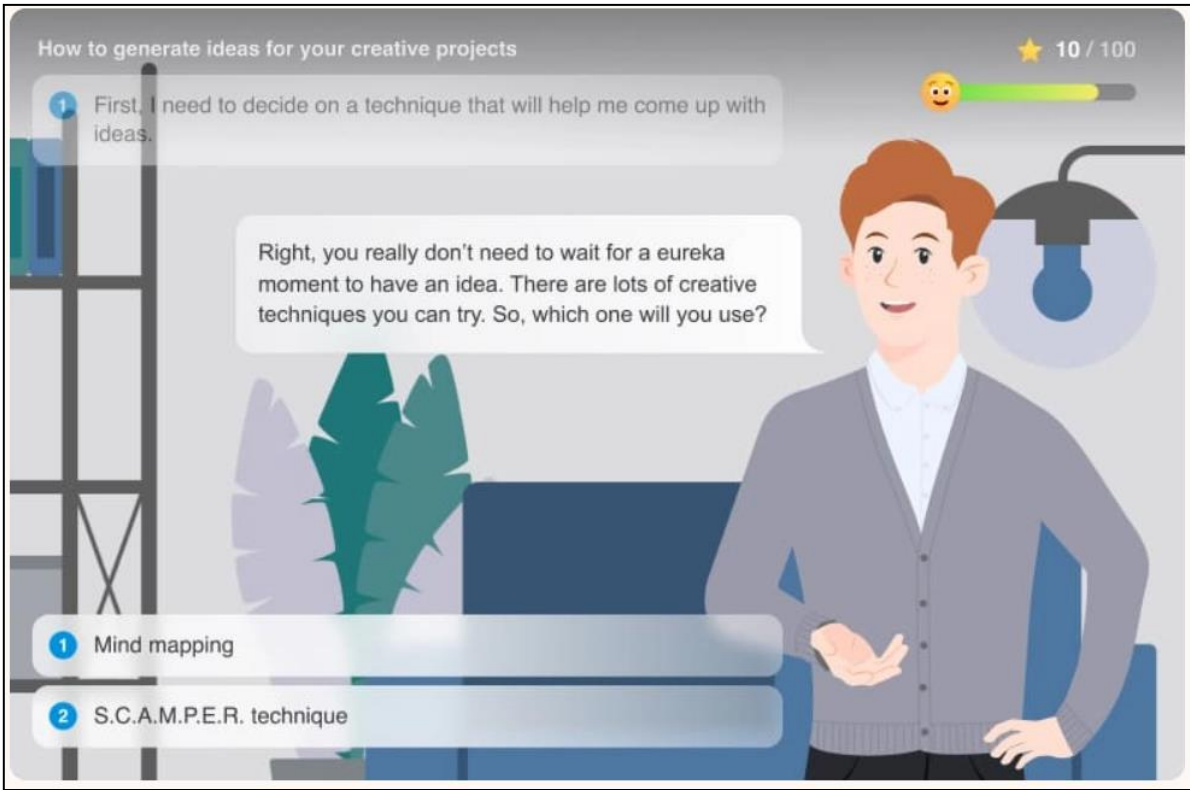 How to generate ideas for your creative projects
10 / 100
1 First, I need to decide on a technique that will help me come up with
ideas.
Right, you really don't need to wait for a eureka
moment to have an idea. There are lots of creative
techniques you can try. So, which one will you use?
1 Mind mapping
2 S.C.A.M.P.E.R. technique